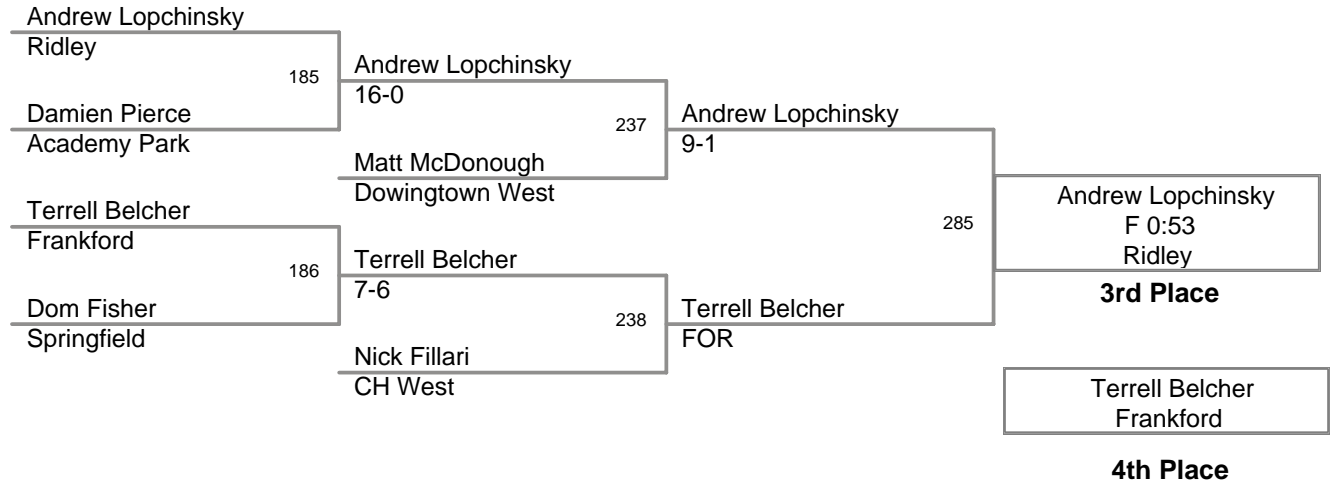 Andrew Lopchinsky
Ridley
185
Damien Pierce
Academy Park
Terrell Belcher
Frankford
186
Dom Fisher
Springfield
Andrew Lopchinsky
16-0
237
Matt McDonough
Dowingtown West
Terrell Belcher
7-6
238
Nick Fillari
CH West
Andrew Lopchinsky
9-1
285
Terrell Belcher
FOR
Andrew Lopchinsky
F 0:53
Ridley
3rd Place
Terrell Belcher
Frankford
4th Place